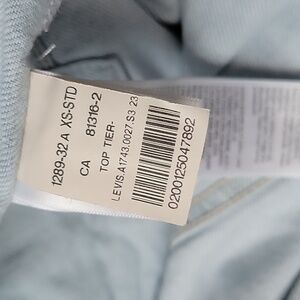 1289-32 A XS-STD
CA 81316-2
TOP TIER-
LEVIS.A1743.0027-S3 23
0200125047892